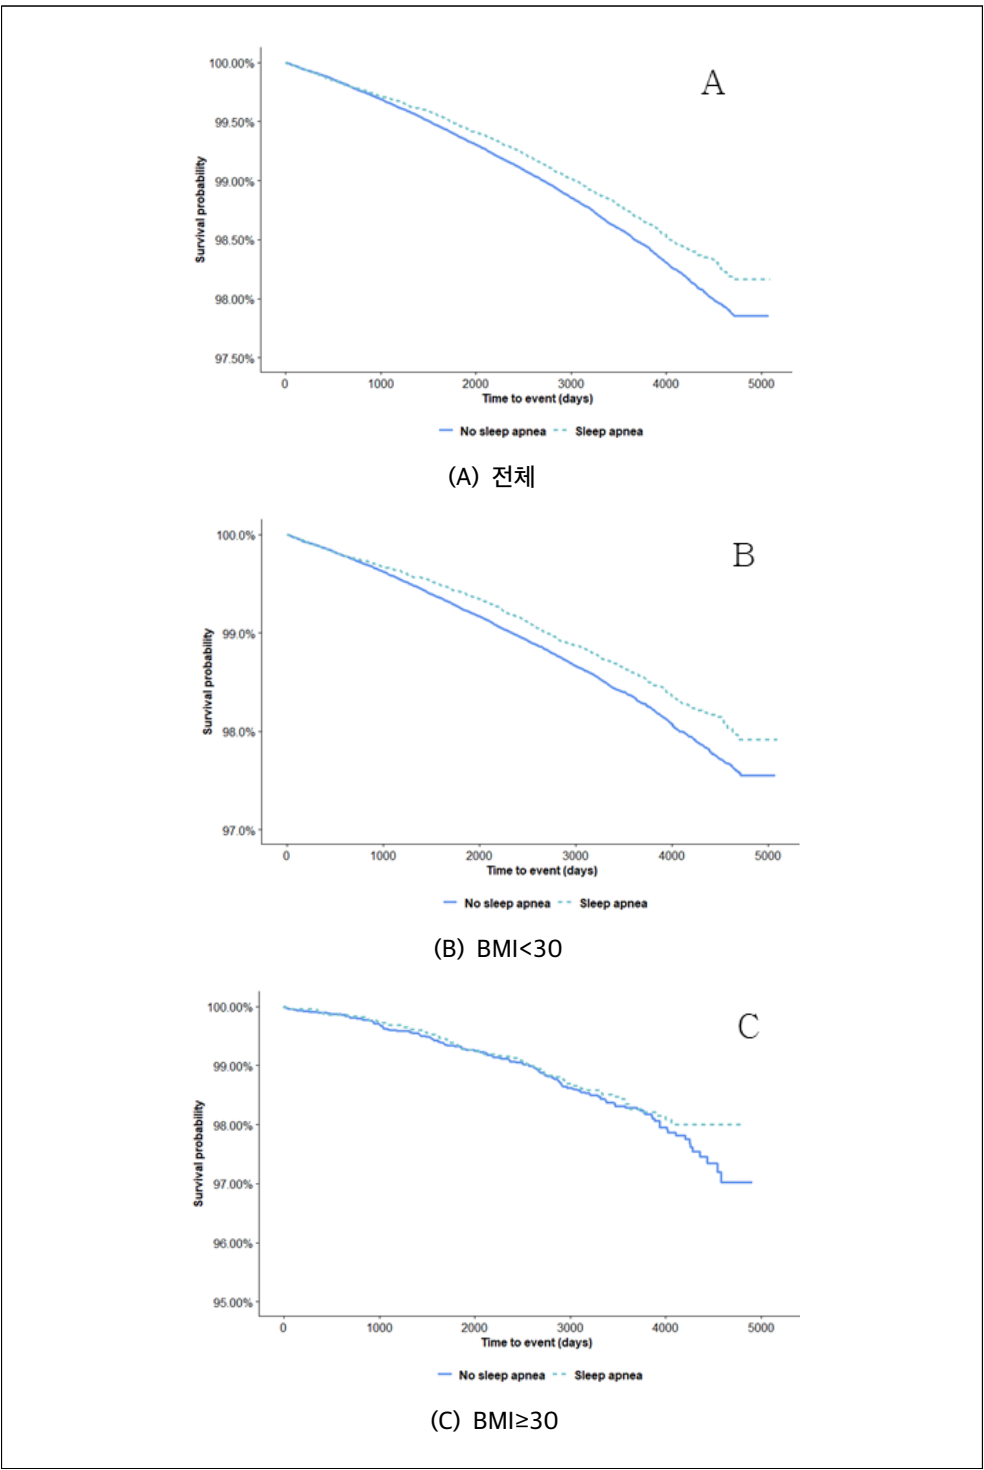 A
100.00%
99.50%
99.00%
98.50%
98.00%
97.50%
Survival probability
0 1000 2000 3000 4000 5000
Time to event (days)
No sleep apnea Sleep apnea
(A) 전체
B
100.0%
99.0%
98.0%
97.0%
Survival probability
0 1000 2000 3000 4000 5000
Time to event (days)
No sleep apnea Sleep apnea
(B) BMI<30
C
100.00%
99.00%
98.00%
97.00%
96.00%
95.00%
Survival probability
0 1000 2000 3000 4000 5000
Time to event (days)
No sleep apnea Sleep apnea
(C) BMI≥30